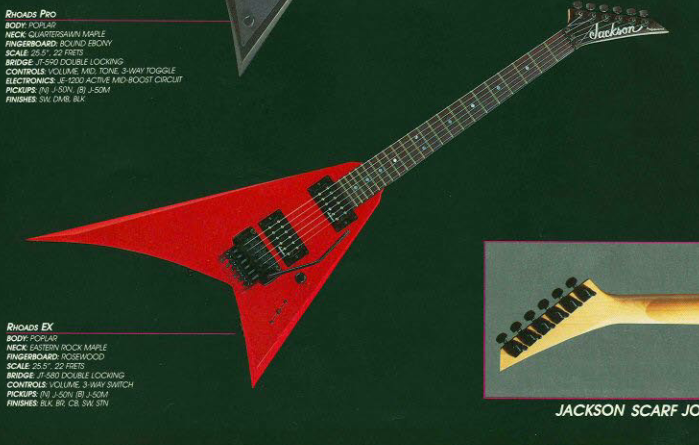 RHOADS PRO
BODY: POPLAR
NECK: QUARTERSAWN MAPLE
FINGERBOARD: BOUND EBONY
SCALE: 25.5", 22 FRETS
BRIDGE: JT-590 DOUBLE LOCKING
CONTROLS: VOLUME, MID, TONE, 3-WAY TOGGLE
ELECTRONICS: JE-1200 ACTIVE MID-BOOST CIRCUIT
PICKUPS: (N) J-50N, (B) J-50M
FINISHES: SW, DMB, BLK
Jackson
RHOADS EX
BODY: POPLAR
NECK: EASTERN ROCK MAPLE
FINGERBOARD: ROSEWOOD
SCALE: 25.5", 22 FRETS
BRIDGE: JT-580 DOUBLE LOCKING
CONTROLS: VOLUME, 3-WAY SWITCH
PICKUPS: (N) J-50N (B) J-50M
FINISHES: BLK, BR, CB, SW, STN
JACKSON SCARF JO